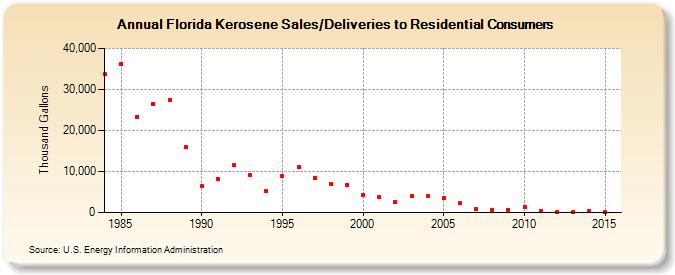 Annual Florida Kerosene Sales/Deliveries to Residential Consumers
Thousand Gallons
40,000
30,000
20,000
10,000
0
1985 1990 1995 2000 2005 2010 2015
Source: U.S. Energy Information Administration